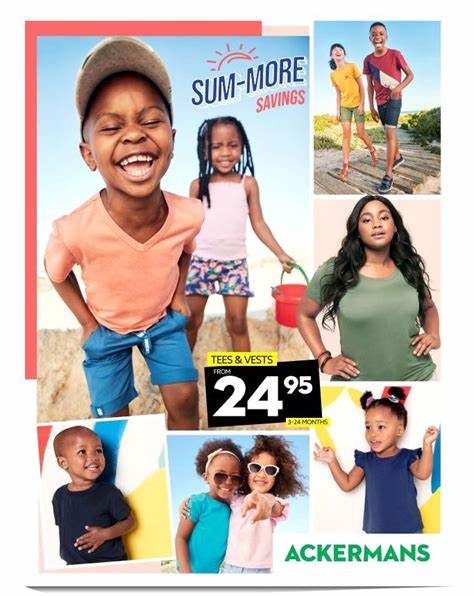 SUM-MORE
SAVINGS
TEES & VESTS
FROM
24.95
3-24 MONTHS
ACKERMANS